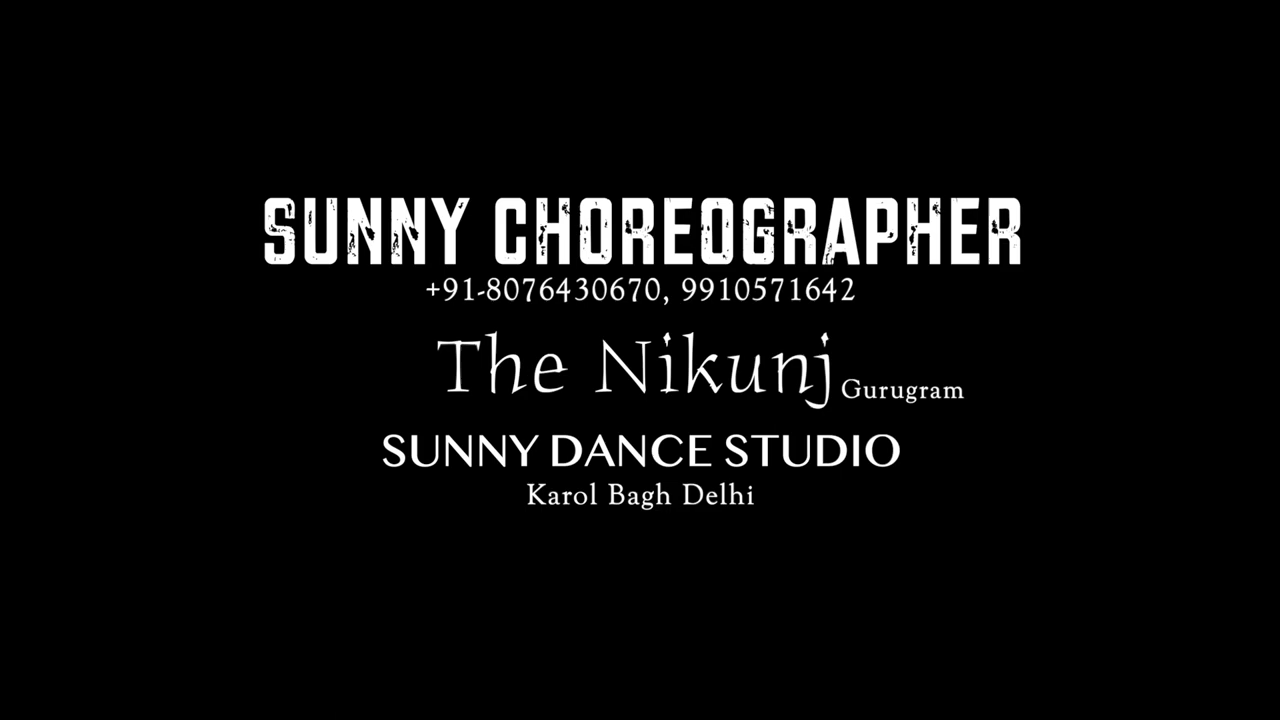 SUNNY CHOREOGRAPHER
+91-8076430670, 9910571642
The Nikunj Gurugram
SUNNY DANCE STUDIO
Karol Bagh Delhi